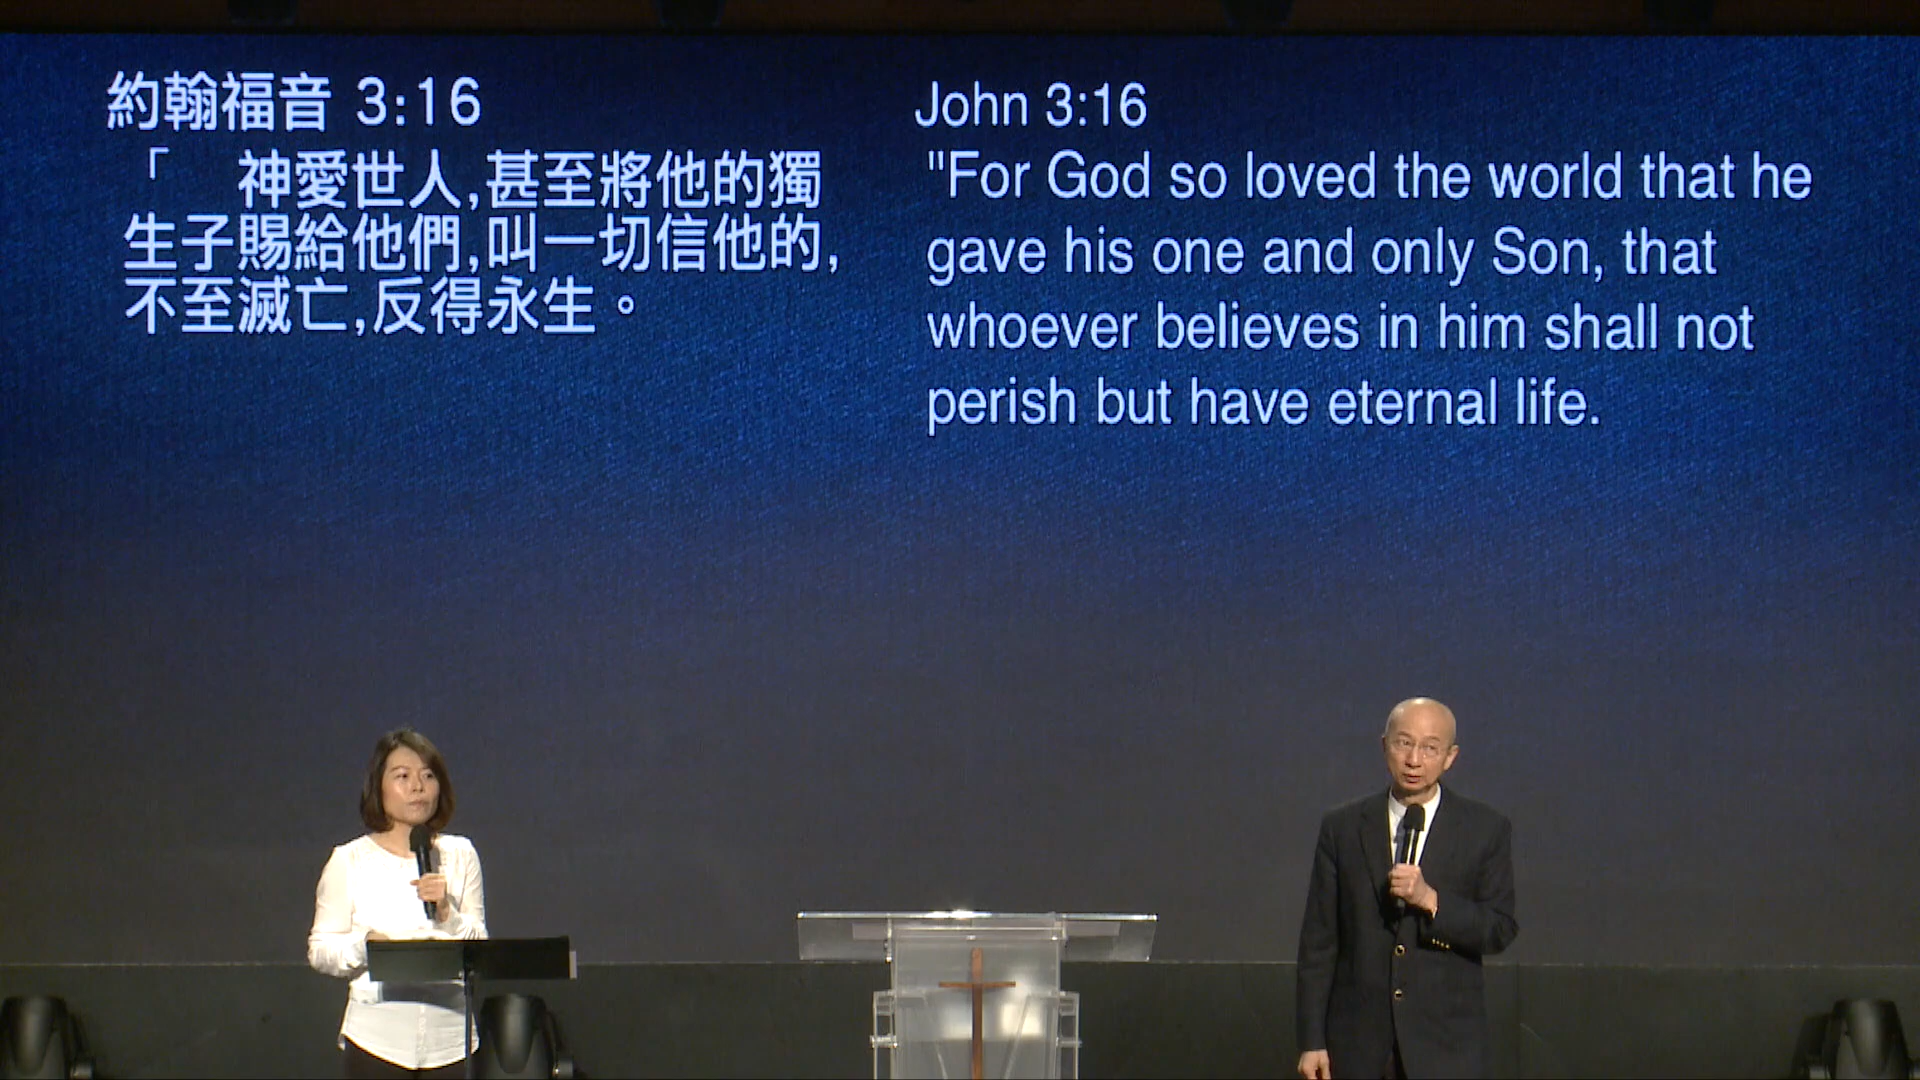 約翰福音 3:16
「　神愛世人,甚至將他的獨
生子賜給他們,叫一切信他的,
不至滅亡,反得永生。
John 3:16
"For God so loved the world that he
gave his one and only Son, that
whoever believes in him shall not
perish but have eternal life.